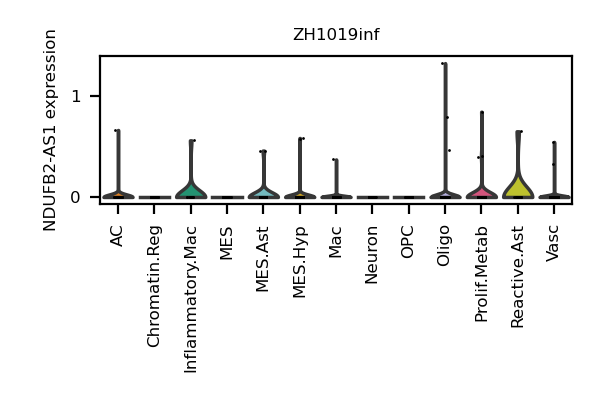 ZH1019inf
NDUFB2-AS1 expression
1
0
AC
Chromatin.Reg
Inflammatory.Mac
MES
MES.Ast
MES.Hyp
Mac
Neuron
OPC
Oligo
Prolif.Metab
Reactive.Ast
Vasc